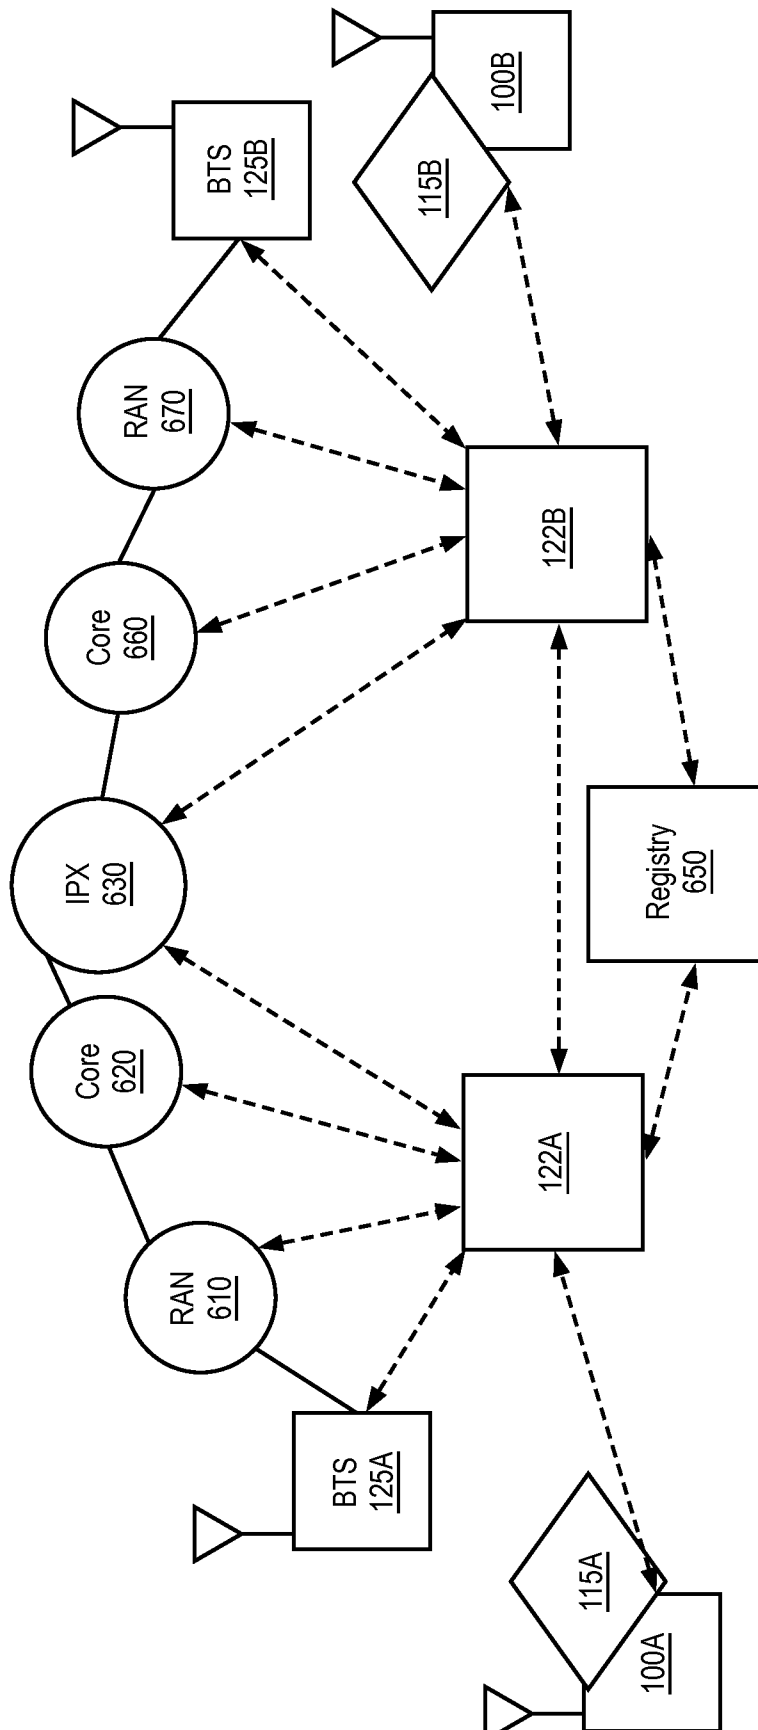 IPX
630
Core
620
Core
660
RAN
670
RAN
610
BTS
125B
BTS
125A
115B
100B
122A
122B
115A
100A
Registry
650